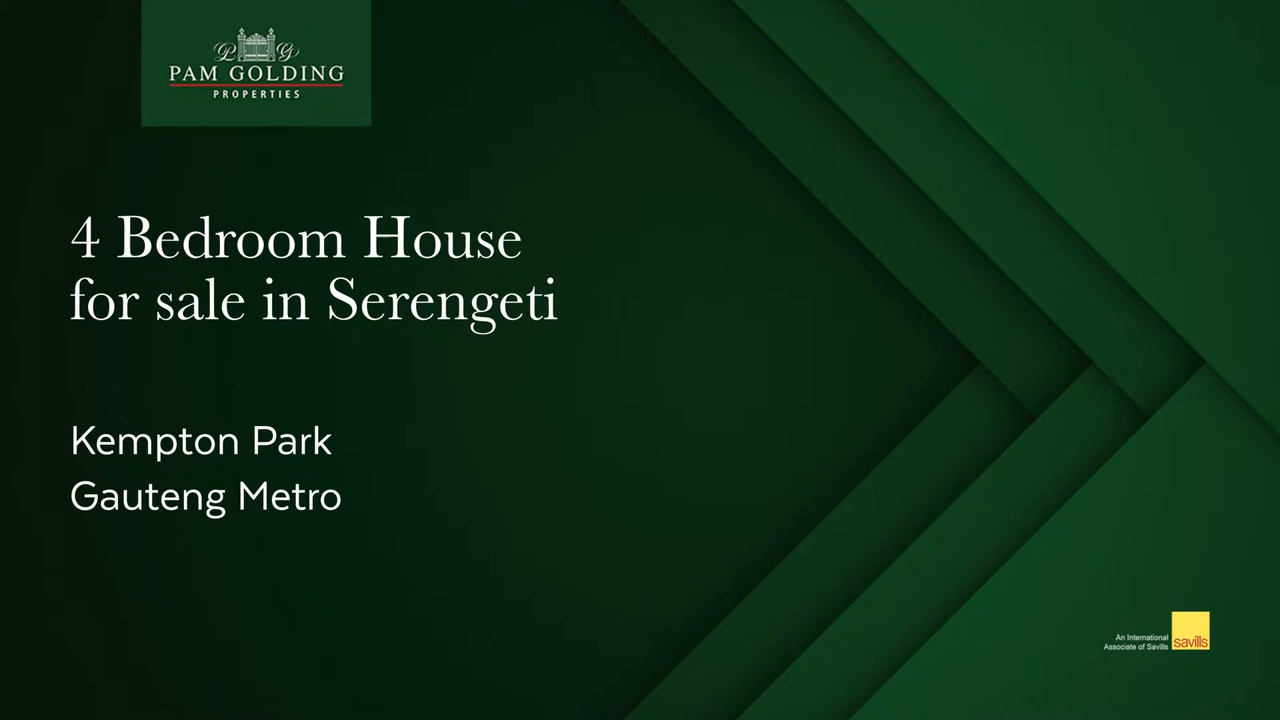 P G
PAM GOLDING
PROPERTIES
4 Bedroom House
for sale in Serengeti
Kempton Park
Gauteng Metro
An International
Associate of Savills
savills